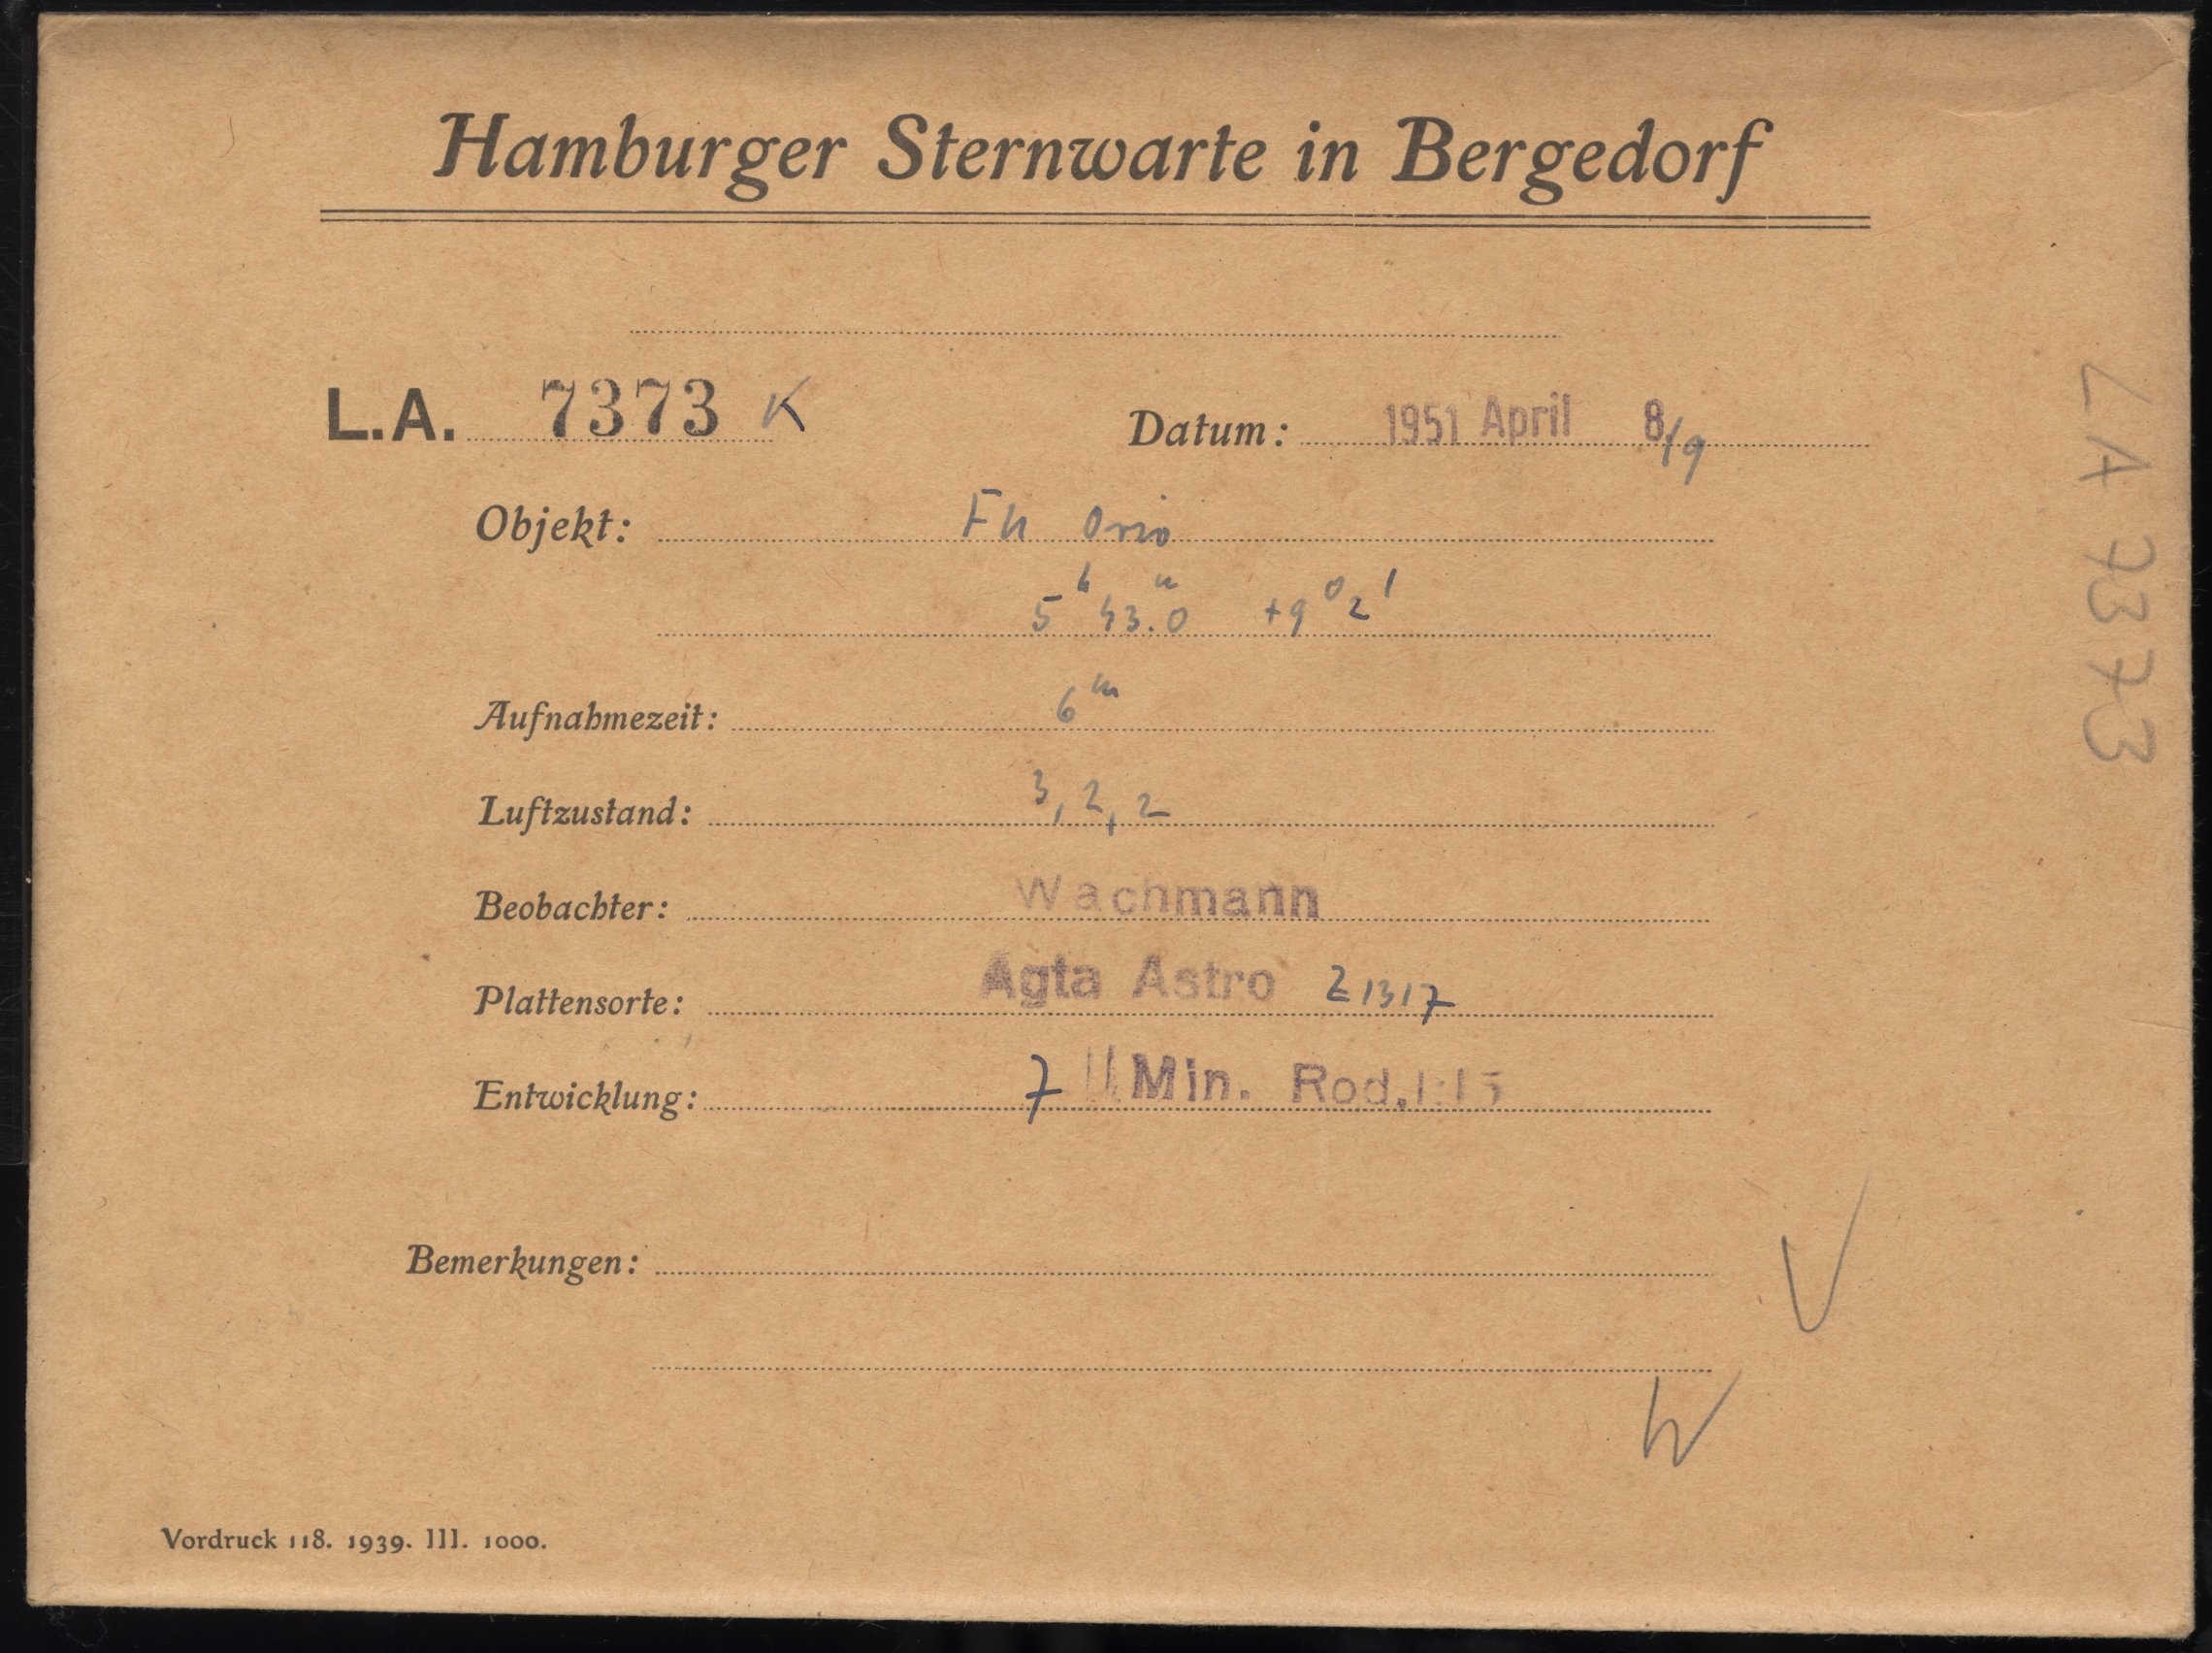 Hamburger Sternwarte in Bergedorf
L.A. 7373 K
Datum: 1951 April 8/9
Objekt: FU Orio
5h 43.0m +9° 2'
Aufnahmezeit: 6m
Luftzustand: 3, 2, 2
Beobachter: Wachmann
Plattensorte: Agfa Astro Z1317
Entwicklung: 7 Min. Rod. 1:15
Bemerkungen:
V
W
Vordruck 118. 1939. III. 1000.
LA 7373